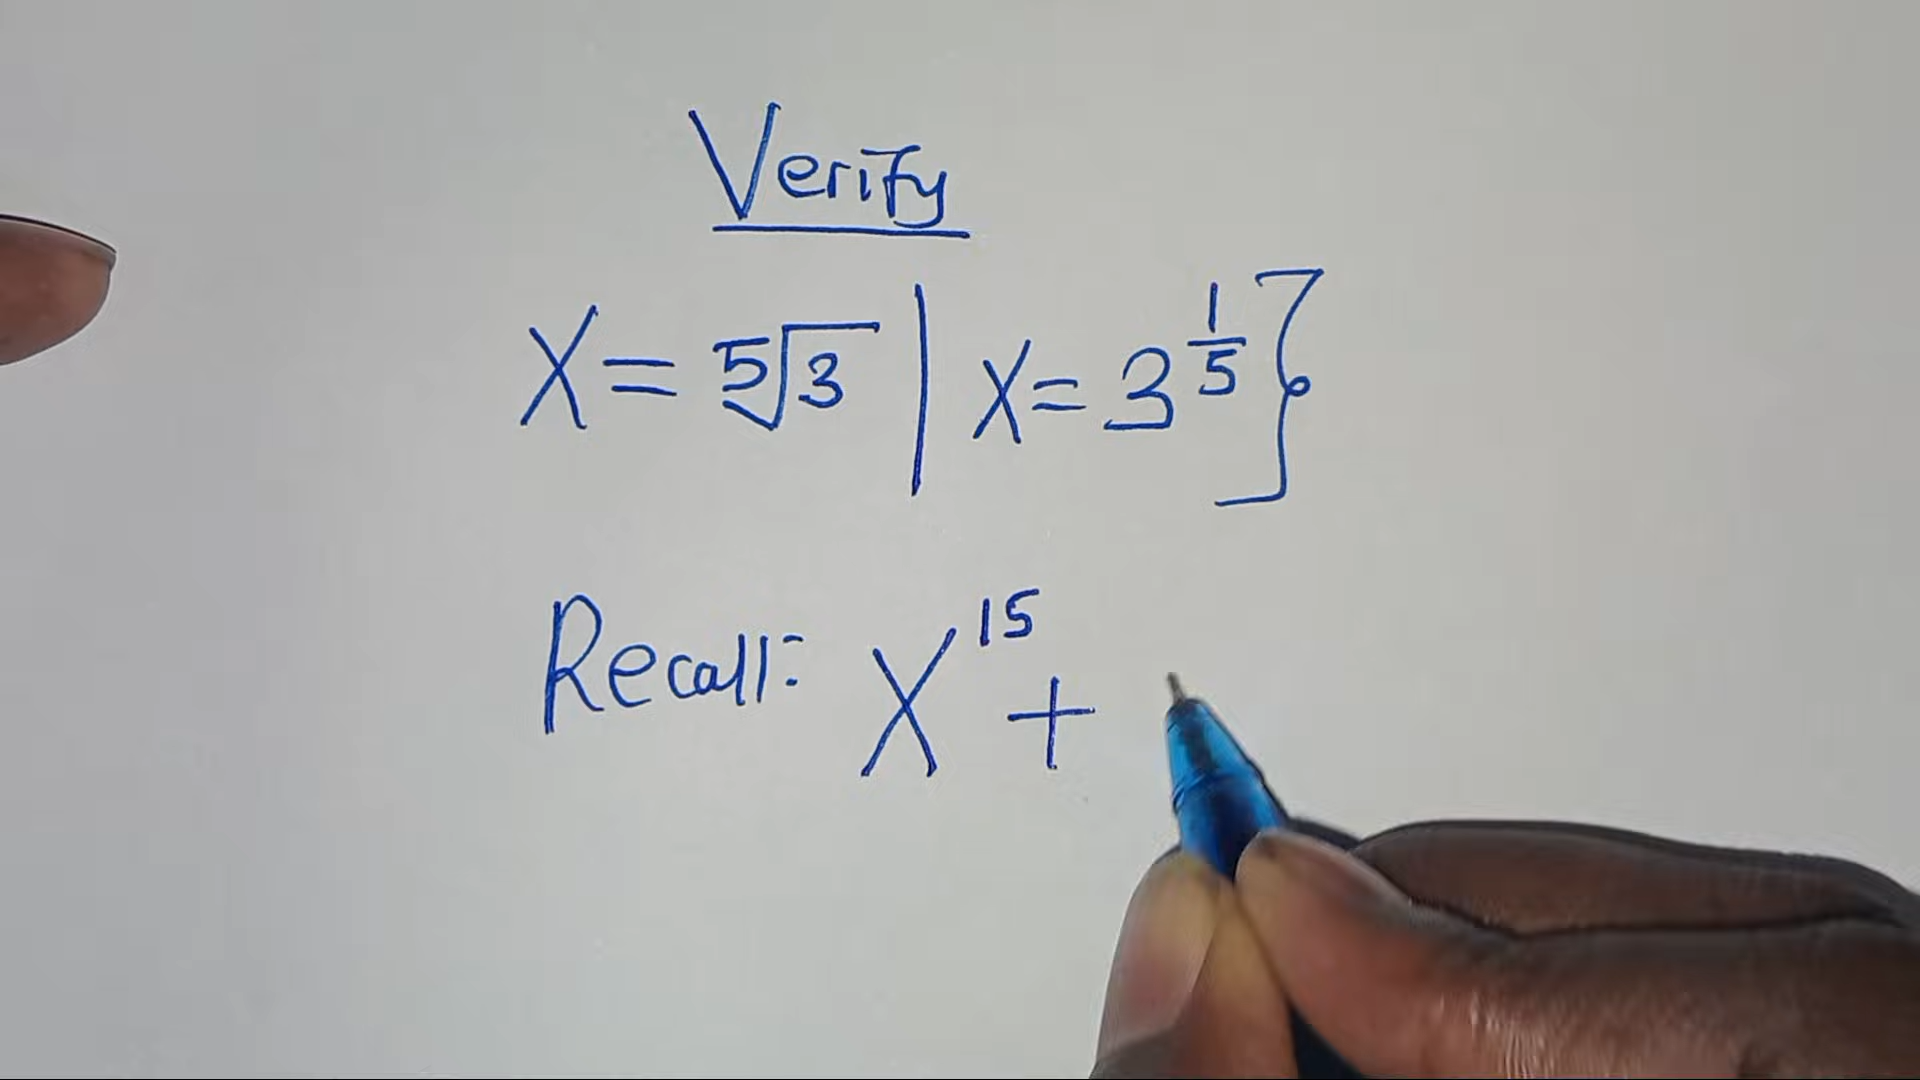 Verify
X = ⁵√3 | x = 3^(1/5) }
Recall: X^15 +